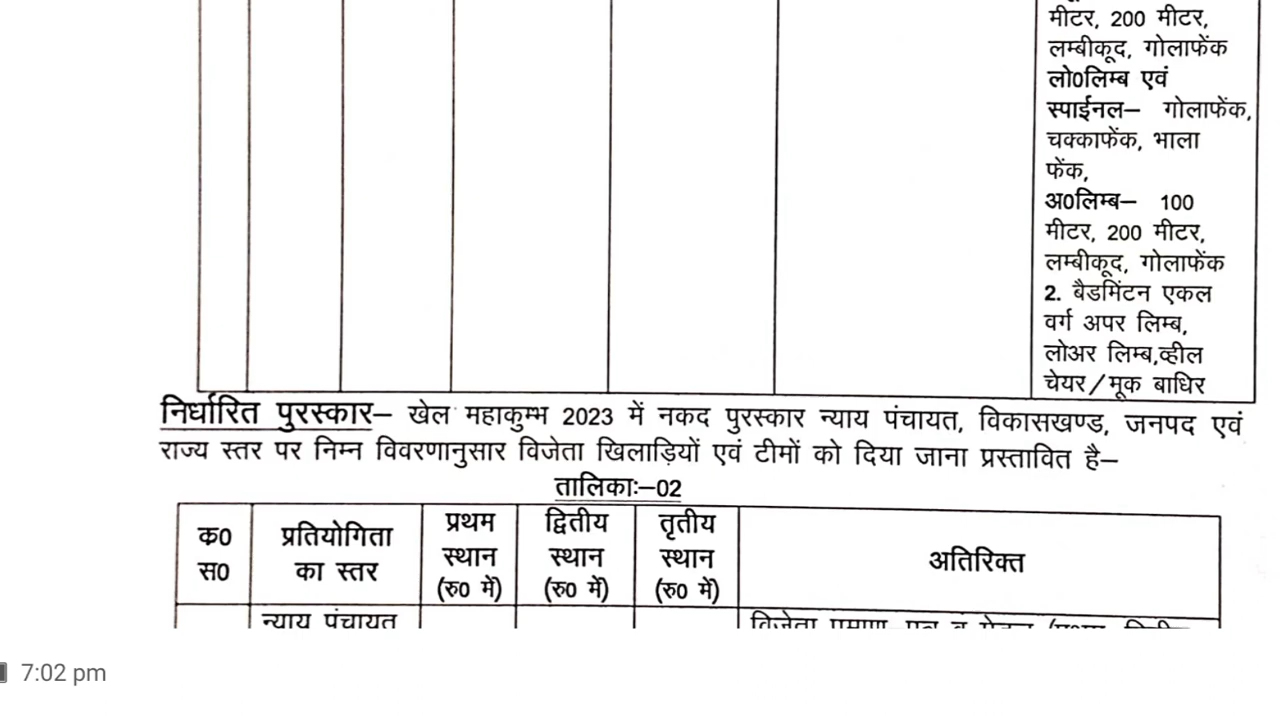 मीटर, 200 मीटर,
लम्बीकूद, गोलाफेंक
लो0लिम्ब एवं
स्पाईनल– गोलाफेंक,
चक्काफेंक, भाला
फेंक,
अ0लिम्ब– 100
मीटर, 200 मीटर,
लम्बीकूद, गोलाफेंक
2. बैडमिंटन एकल
वर्ग अपर लिम्ब,
लोअर लिम्ब,व्हील
चेयर/मूक बाधिर
निर्धारित पुरस्कार– खेल महाकुम्भ 2023 में नकद पुरस्कार न्याय पंचायत, विकासखण्ड, जनपद एवं
राज्य स्तर पर निम्न विवरणानुसार विजेता खिलाड़ियों एवं टीमों को दिया जाना प्रस्तावित है–
तालिकाः–02
क0 स0
प्रतियोगिता का स्तर
प्रथम स्थान (रु0 में)
द्वितीय स्थान (रु0 में)
तृतीय स्थान (रु0 में)
अतिरिक्त
न्याय पंचायत
7:02 pm